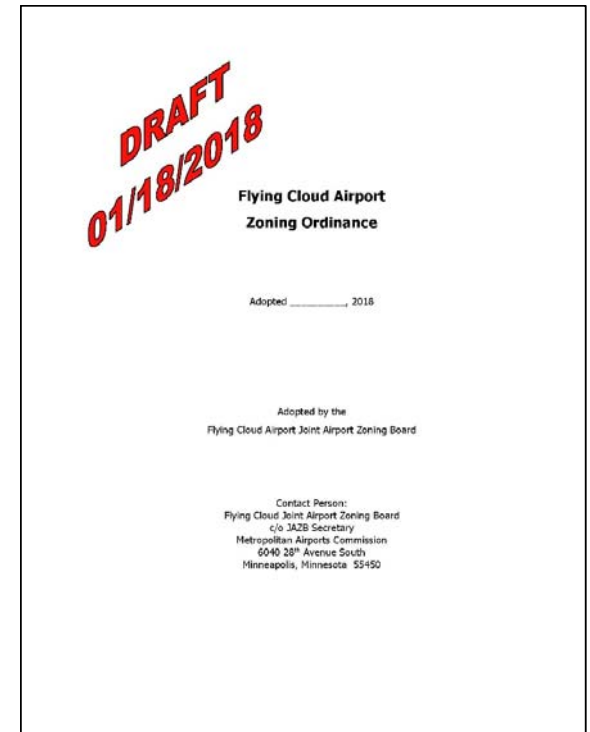 DRAFT
01/18/2018
Flying Cloud Airport
Zoning Ordinance
Adopted __________, 2018
Adopted by the
Flying Cloud Airport Joint Airport Zoning Board
Contact Person:
Flying Cloud Joint Airport Zoning Board
c/o JAZB Secretary
Metropolitan Airports Commission
6040 28th Avenue South
Minneapolis, Minnesota 55450